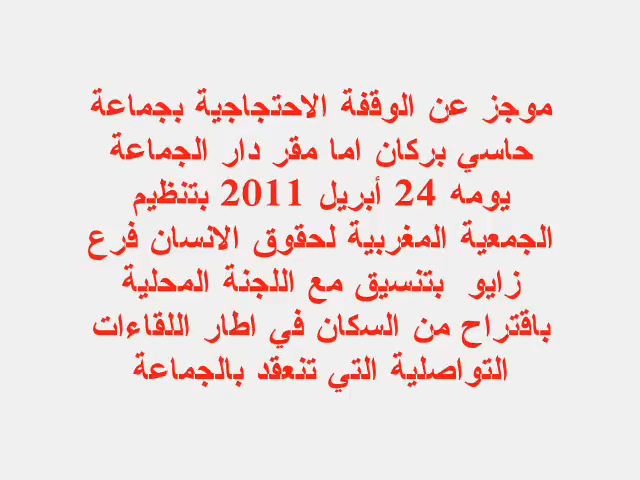 موجز عن الوقفة الاحتجاجية بجماعة
حاسي بركان اما مقر دار الجماعة
يومه 24 أبريل 2011 بتنظيم
الجمعية المغربية لحقوق الانسان فرع
زايو بتنسيق مع اللجنة المحلية
باقتراح من السكان في اطار اللقاءات
التواصلية التي تنعقد بالجماعة